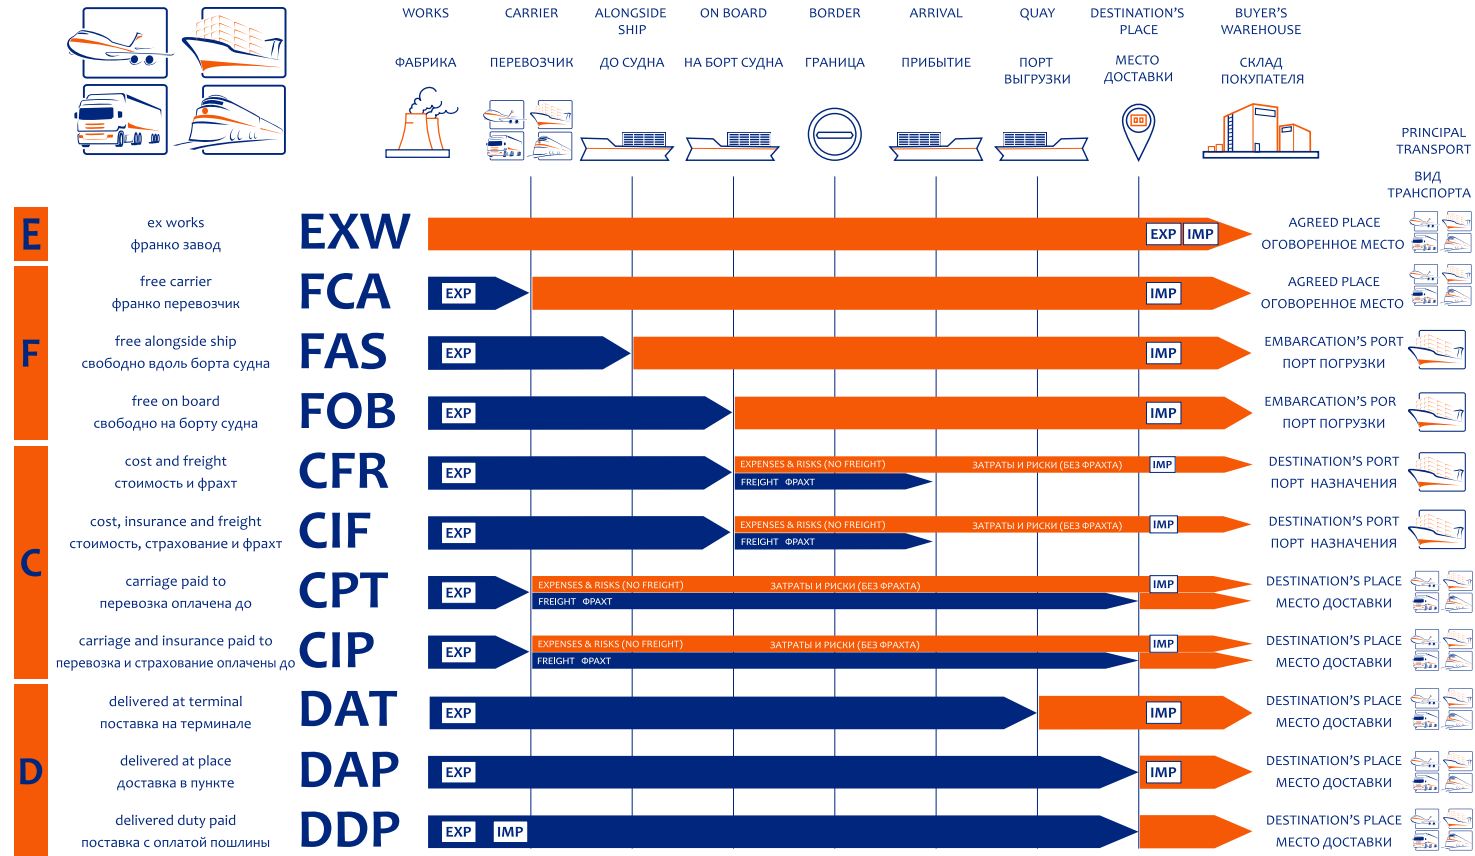 WORKS
CARRIER
ALONGSIDE
SHIP
ON BOARD
BORDER
ARRIVAL
QUAY
DESTINATION'S
PLACE
BUYER'S
WAREHOUSE
ФАБРИКА
ПЕРЕВОЗЧИК
ДО СУДНА
НА БОРТ СУДНА
ГРАНИЦА
ПРИБЫТИЕ
ПОРТ
ВЫГРУЗКИ
МЕСТО
ДОСТАВКИ
СКЛАД
ПОКУПАТЕЛЯ
PRINCIPAL
TRANSPORT
ВИД
ТРАНСПОРТА
E
ex works
франко завод
EXW
EXP
IMP
AGREED PLACE
ОГОВОРЕННОЕ МЕСТО
F
free carrier
франко перевозчик
FCA
EXP
IMP
AGREED PLACE
ОГОВОРЕННОЕ МЕСТО
free alongside ship
свободно вдоль борта судна
FAS
EXP
IMP
EMBARCATION'S PORT
ПОРТ ПОГРУЗКИ
free on board
свободно на борту судна
FOB
EXP
IMP
EMBARCATION'S POR
ПОРТ ПОГРУЗКИ
C
cost and freight
стоимость и фрахт
CFR
EXP
EXPENSES & RISKS (NO FREIGHT)
ЗАТРАТЫ И РИСКИ (БЕЗ ФРАХТА)
IMP
FREIGHT ФРАХТ
DESTINATION'S PORT
ПОРТ НАЗНАЧЕНИЯ
cost, insurance and freight
стоимость, страхование и фрахт
CIF
EXP
EXPENSES & RISKS (NO FREIGHT)
ЗАТРАТЫ И РИСКИ (БЕЗ ФРАХТА)
IMP
FREIGHT ФРАХТ
DESTINATION'S PORT
ПОРТ НАЗНАЧЕНИЯ
carriage paid to
перевозка оплачена до
CPT
EXP
EXPENSES & RISKS (NO FREIGHT)
ЗАТРАТЫ И РИСКИ (БЕЗ ФРАХТА)
IMP
FREIGHT ФРАХТ
DESTINATION'S PLACE
МЕСТО ДОСТАВКИ
carriage and insurance paid to
перевозка и страхование оплачены до
CIP
EXP
EXPENSES & RISKS (NO FREIGHT)
ЗАТРАТЫ И РИСКИ (БЕЗ ФРАХТА)
IMP
FREIGHT ФРАХТ
DESTINATION'S PLACE
МЕСТО ДОСТАВКИ
D
delivered at terminal
поставка на терминале
DAT
EXP
IMP
DESTINATION'S PLACE
МЕСТО ДОСТАВКИ
delivered at place
доставка в пункте
DAP
EXP
IMP
DESTINATION'S PLACE
МЕСТО ДОСТАВКИ
delivered duty paid
поставка с оплатой пошлины
DDP
EXP
IMP
DESTINATION'S PLACE
МЕСТО ДОСТАВКИ